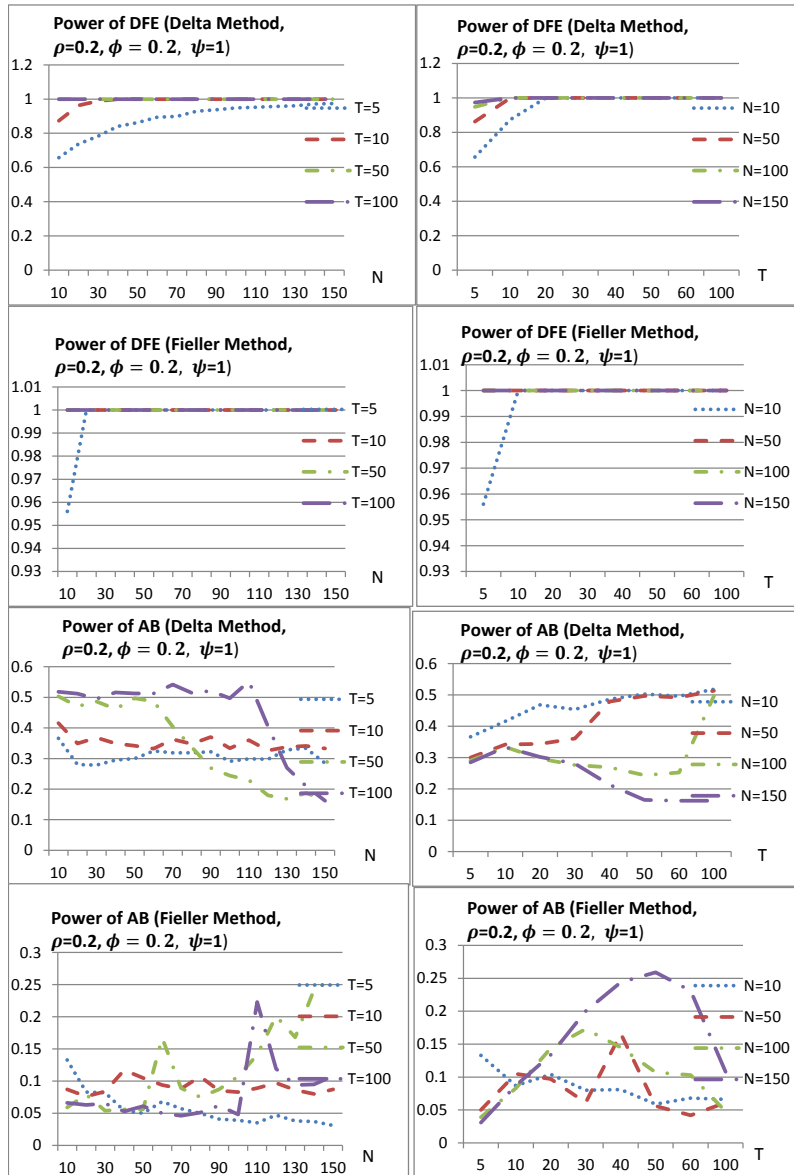 Power of DFE (Delta Method,
ρ=0.2, ϕ = 0.2, ψ=1)
1.2
1
0.8
0.6
0.4
0.2
0
10 30 50 70 90 110 130 150
N
T=5
T=10
T=50
T=100
Power of DFE (Delta Method,
ρ=0.2, ϕ = 0.2, ψ=1)
1.2
1
0.8
0.6
0.4
0.2
0
5 10 20 30 40 50 60 100
T
N=10
N=50
N=100
N=150
Power of DFE (Fieller Method,
ρ=0.2, ϕ = 0.2, ψ=1)
1.01
1
0.99
0.98
0.97
0.96
0.95
0.94
0.93
10 30 50 70 90 110 130 150
N
T=5
T=10
T=50
T=100
Power of DFE (Fieller Method,
ρ=0.2, ϕ = 0.2, ψ=1)
1.01
1
0.99
0.98
0.97
0.96
0.95
0.94
0.93
5 10 20 30 40 50 60 100
T
N=10
N=50
N=100
N=150
Power of AB (Delta Method,
ρ=0.2, ϕ = 0.2, ψ=1)
0.6
0.5
0.4
0.3
0.2
0.1
0
10 30 50 70 90 110 130 150
N
T=5
T=10
T=50
T=100
Power of AB (Delta Method,
ρ=0.2, ϕ = 0.2, ψ=1)
0.6
0.5
0.4
0.3
0.2
0.1
0
5 10 20 30 40 50 60 100
T
N=10
N=50
N=100
N=150
Power of AB (Fieller Method,
ρ=0.2, ϕ = 0.2, ψ=1)
0.3
0.25
0.2
0.15
0.1
0.05
0
10 30 50 70 90 110 130 150
N
T=5
T=10
T=50
T=100
Power of AB (Fieller Method,
ρ=0.2, ϕ = 0.2, ψ=1)
0.3
0.25
0.2
0.15
0.1
0.05
0
5 10 20 30 40 50 60 100
T
N=10
N=50
N=100
N=150